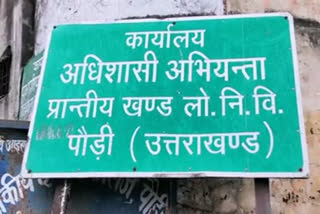 कार्यालय
अधिशासी अभियन्ता
प्रान्तीय खण्ड लो.नि.वि.
पौड़ी ( उत्तराखण्ड )